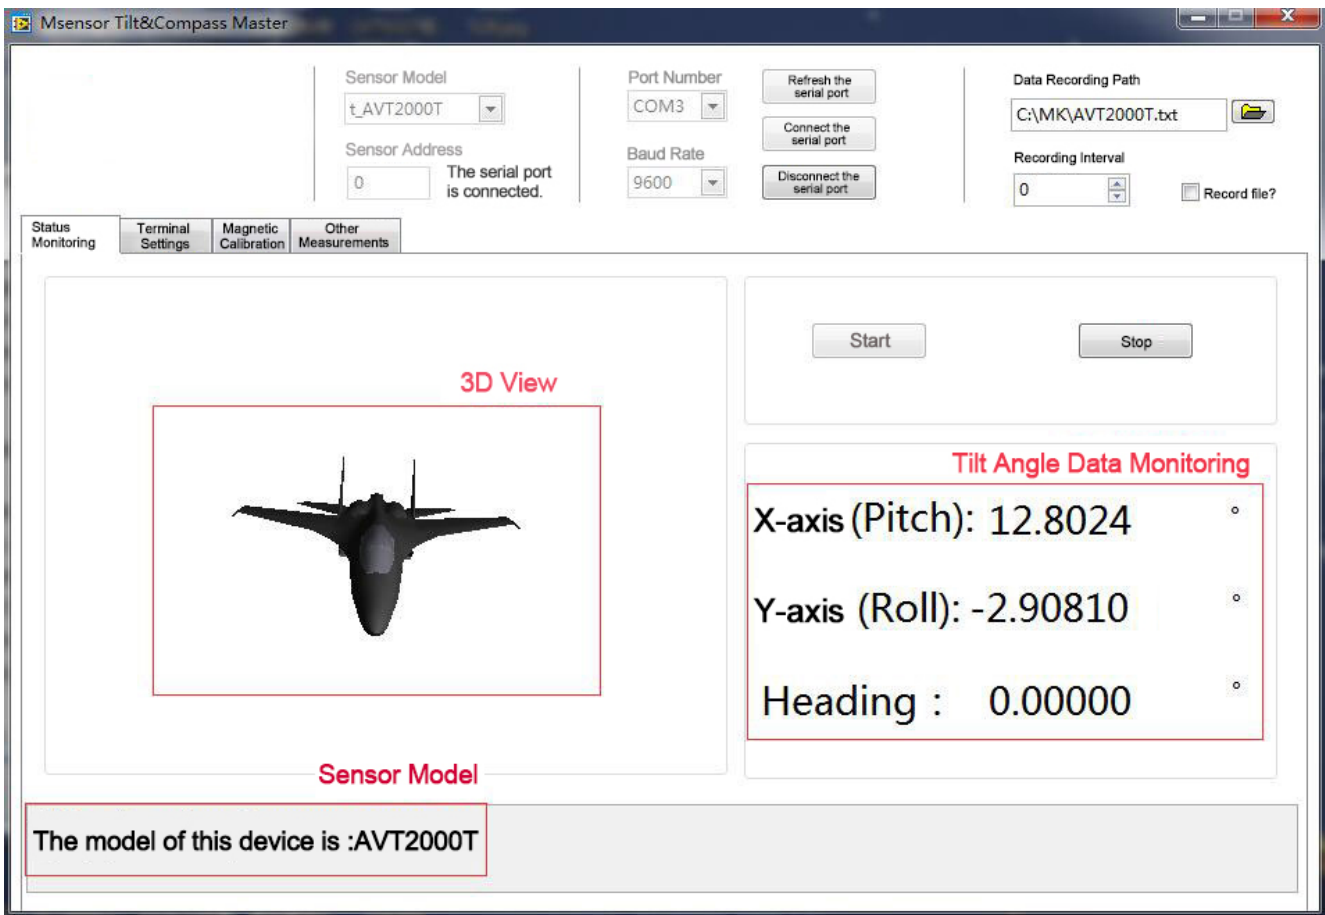 Msensor Tilt&Compass Master
Sensor Model
t_AVT2000T
Sensor Address
0
The serial port
is connected.
Port Number
COM3
Baud Rate
9600
Refresh the
serial port
Connect the
serial port
Disconnect the
serial port
Data Recording Path
C:\MK\AVT2000T.txt
Recording Interval
0
Record file?
Status
Monitoring
Terminal
Settings
Magnetic
Calibration
Other
Measurements
3D View
Start
Stop
Tilt Angle Data Monitoring
X-axis (Pitch): 12.8024 °
Y-axis (Roll): -2.90810 °
Heading : 0.00000 °
Sensor Model
The model of this device is :AVT2000T